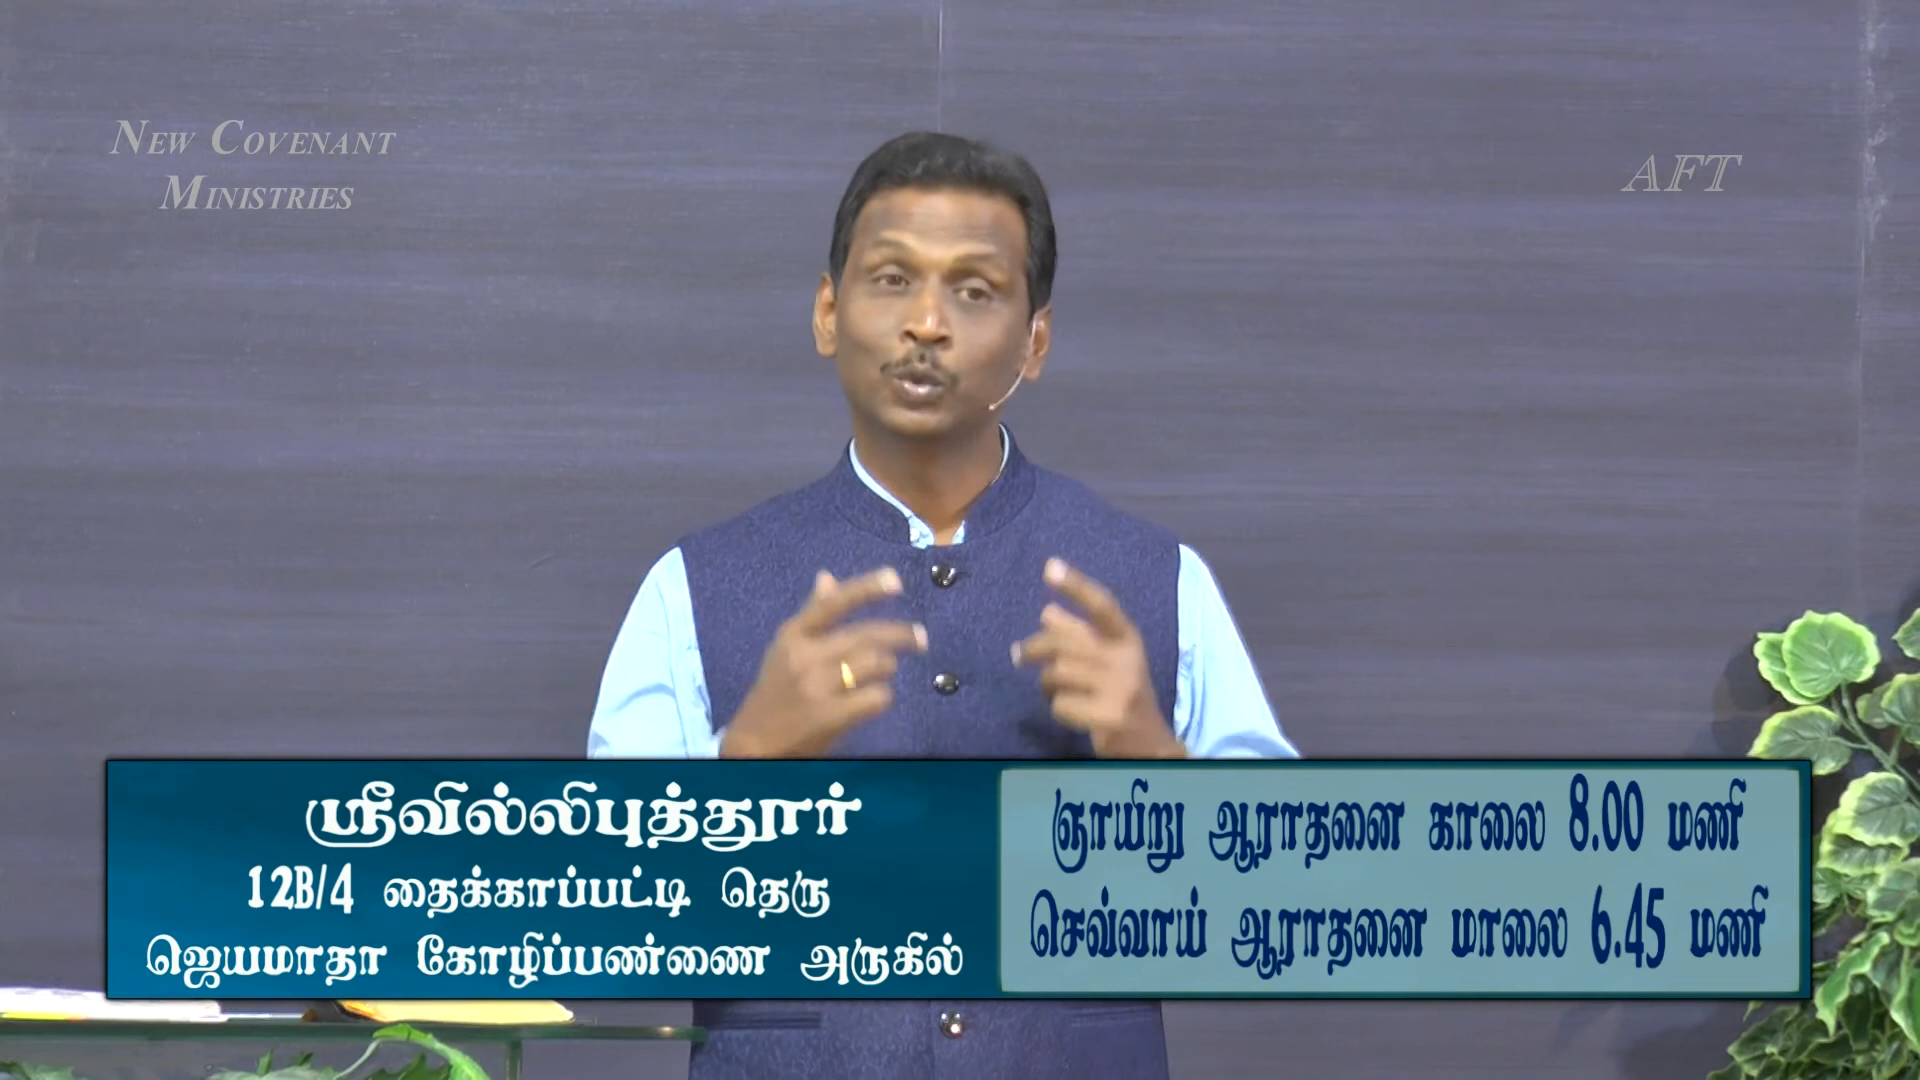 NEW COVENANT
MINISTRIES
AFT
ஸ்ரீவில்லிபுத்தூர்
12B/4 தைக்காப்பட்டி தெரு
ஜெயமாதா கோழிப்பண்ணை அருகில்
ஞாயிறு ஆராதனை காலை 8.00 மணி
செவ்வாய் ஆராதனை மாலை 6.45 மணி